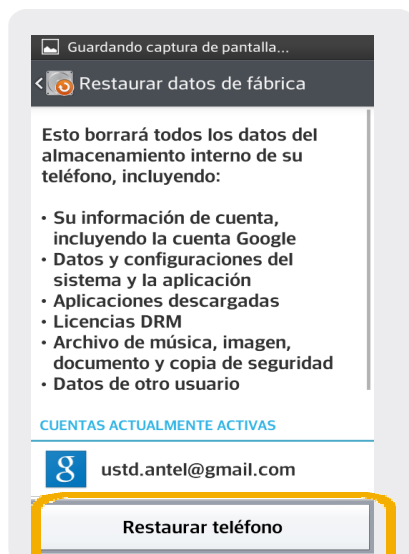 Guardando captura de pantalla...
Restaurar datos de fábrica
Esto borrará todos los datos del
almacenamiento interno de su
teléfono, incluyendo:
• Su información de cuenta,
incluyendo la cuenta Google
• Datos y configuraciones del
sistema y la aplicación
• Aplicaciones descargadas
• Licencias DRM
• Archivo de música, imagen,
documento y copia de seguridad
• Datos de otro usuario
CUENTAS ACTUALMENTE ACTIVAS
g ustd.antel@gmail.com
Restaurar teléfono